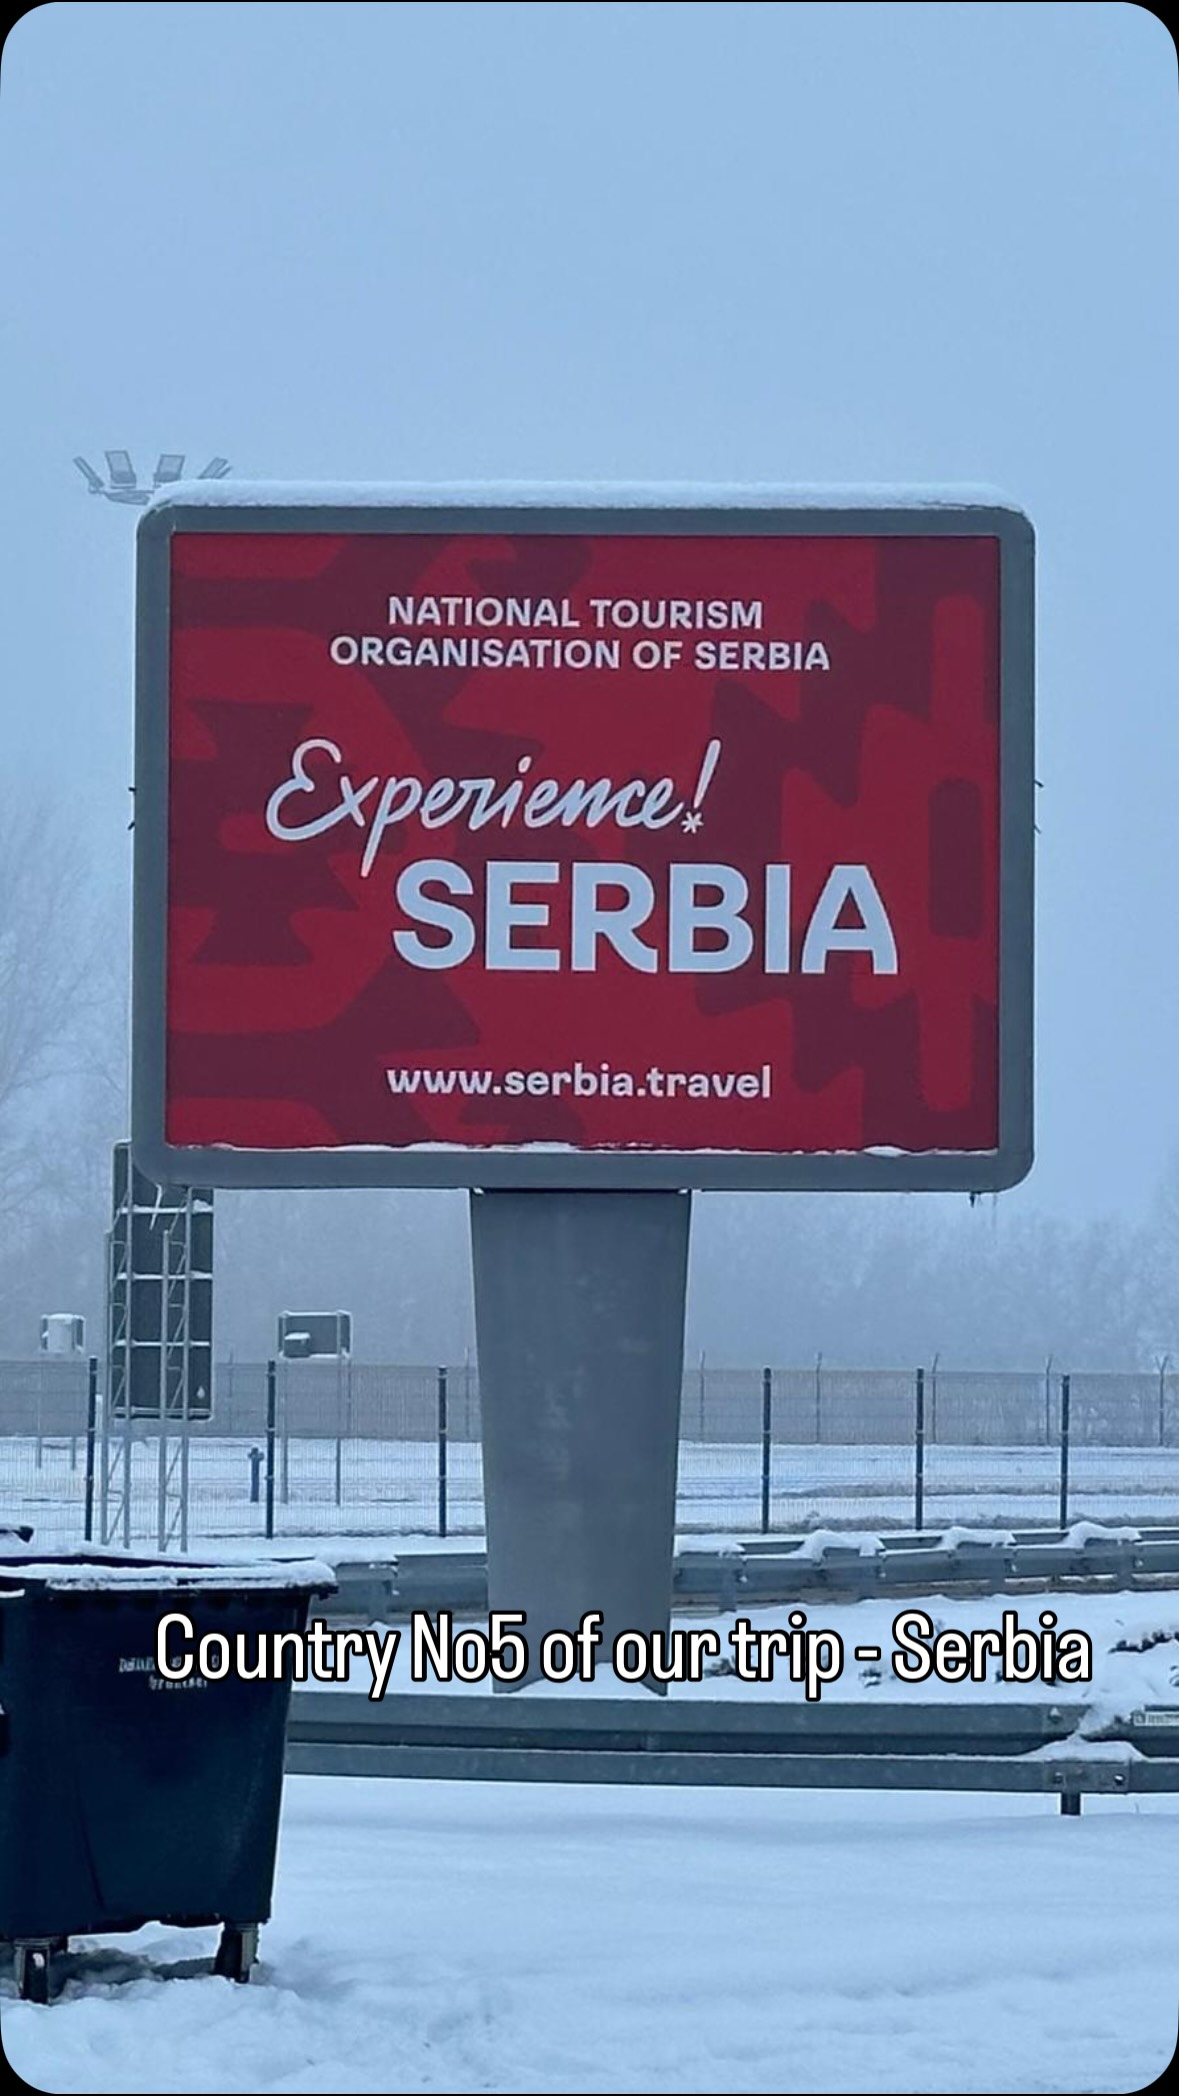 NATIONAL TOURISM
ORGANISATION OF SERBIA
Experience!
SERBIA
www.serbia.travel
Country No5 of our trip - Serbia